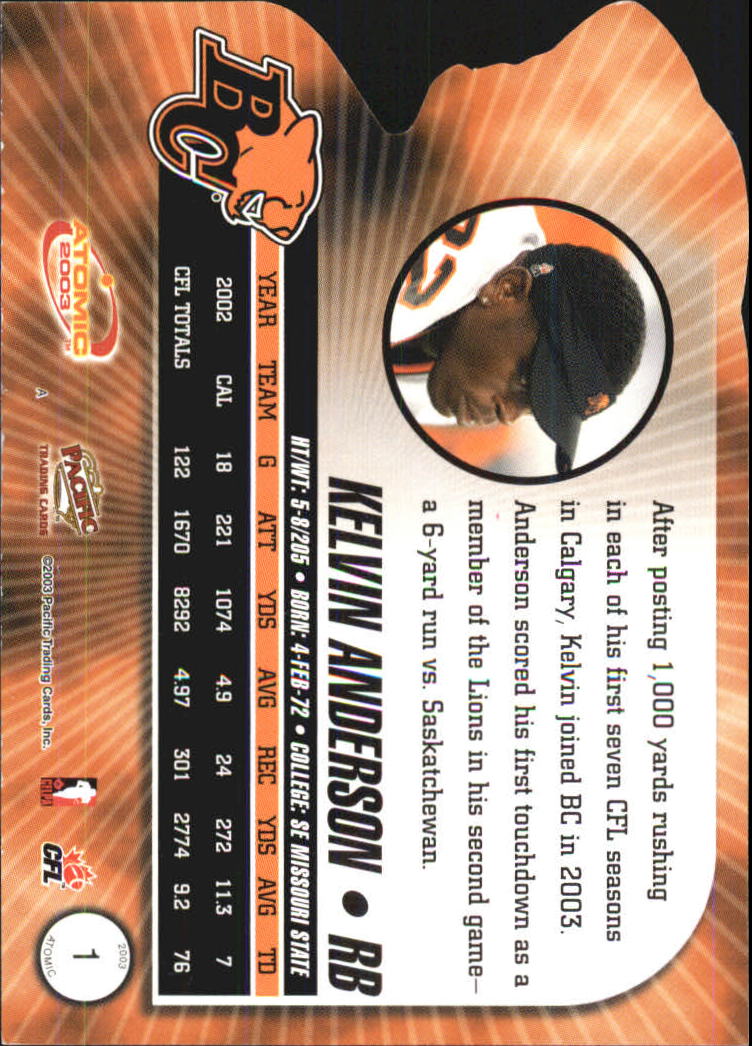 After posting 1,000 yards rushing
in each of his first seven CFL seasons
in Calgary, Kelvin joined BC in 2003.
Anderson scored his first touchdown as a
member of the Lions in his second game—
a 6-yard run vs. Saskatchewan.
KELVIN ANDERSON • RB
HT/WT: 5-8/205 • BORN: 4-FEB-72 • COLLEGE: SE MISSOURI STATE
BC
YEAR TEAM G ATT YDS AVG REC YDS AVG TD
2002 CAL 18 221 1074 4.9 24 272 11.3 7
CFL TOTALS 122 1670 8292 4.97 301 2774 9.2 76
ATOMIC
2003 TM
A
PACIFIC
TRADING CARDS
©2003 Pacific Trading Cards, Inc.
CFL
2003
1
ATOMIC